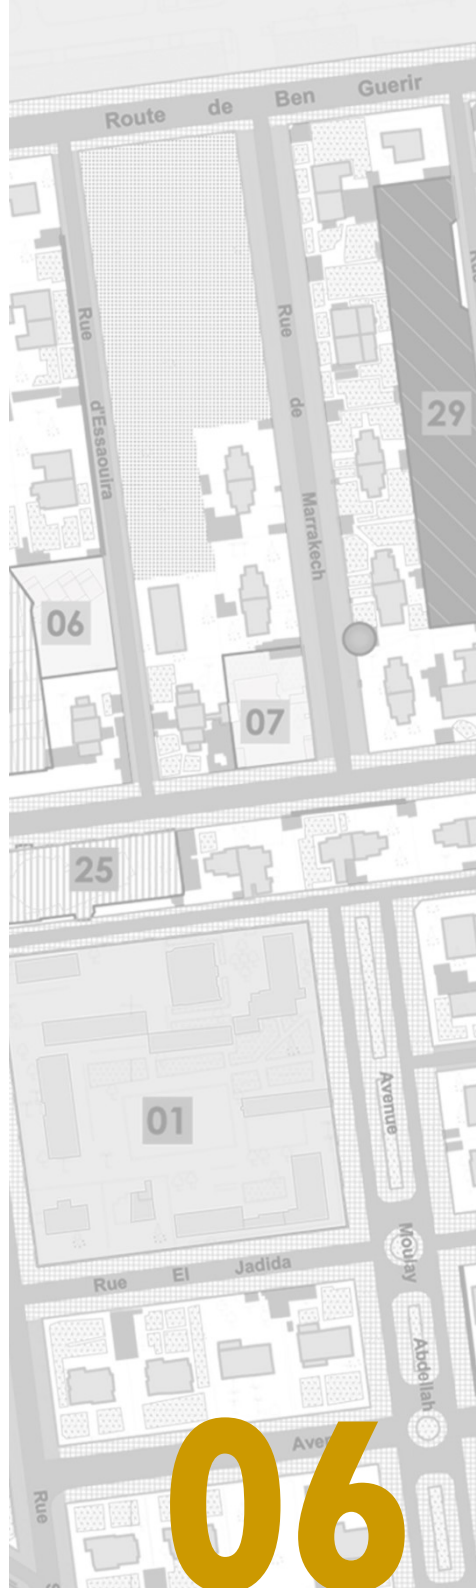 Route de Ben Guerir
Rue d'Essaouira
Rue de Marrakech
29
06
07
25
01
Avenue Moulay Abdellah
Rue El Jadida
Rue
06